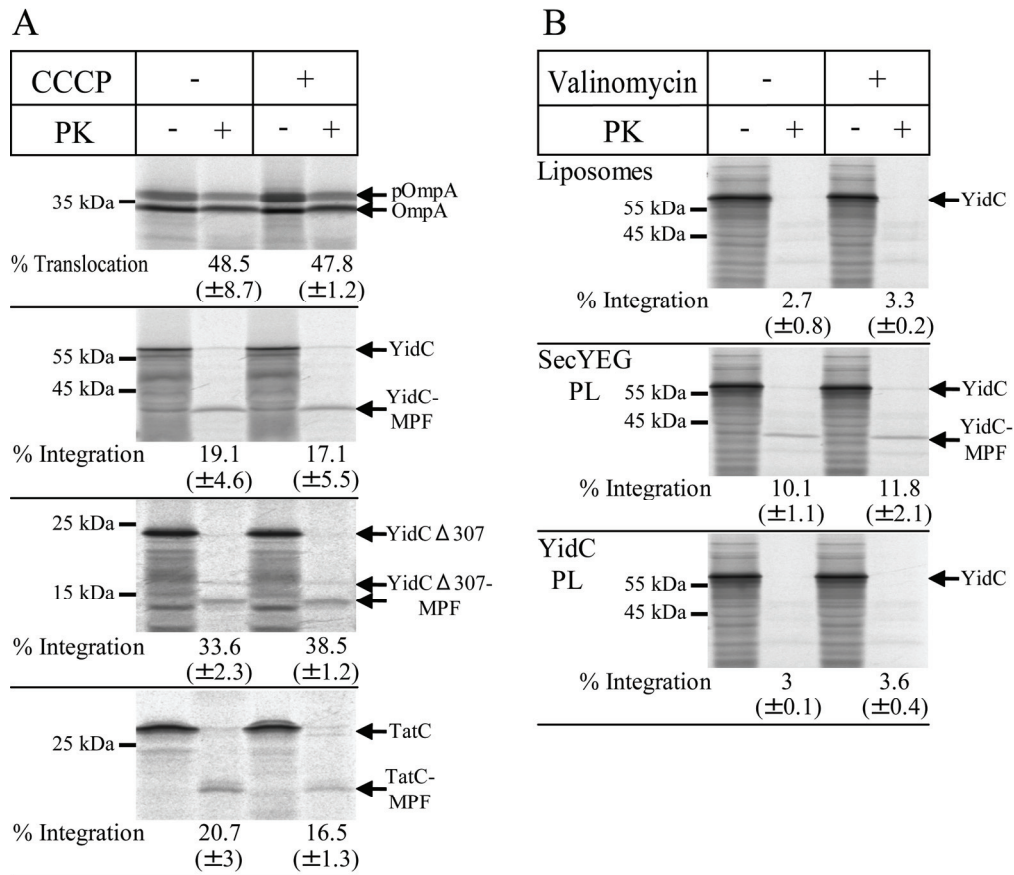 A
CCCP - +
PK - + - +
35 kDa
pOmpA
OmpA
% Translocation 48.5 47.8
(±8.7) (±1.2)
55 kDa
45 kDa
YidC
YidC-
MPF
% Integration 19.1 17.1
(±4.6) (±5.5)
25 kDa
15 kDa
YidC Δ 307
YidC Δ 307-
MPF
% Integration 33.6 38.5
(±2.3) (±1.2)
25 kDa
TatC
TatC-
MPF
% Integration 20.7 16.5
(±3) (±1.3)
B
Valinomycin - +
PK - + - +
Liposomes
55 kDa
45 kDa
YidC
% Integration 2.7 3.3
(±0.8) (±0.2)
SecYEG
PL
55 kDa
45 kDa
YidC
YidC-
MPF
% Integration 10.1 11.8
(±1.1) (±2.1)
YidC
PL
55 kDa
45 kDa
YidC
% Integration 3 3.6
(±0.1) (±0.4)